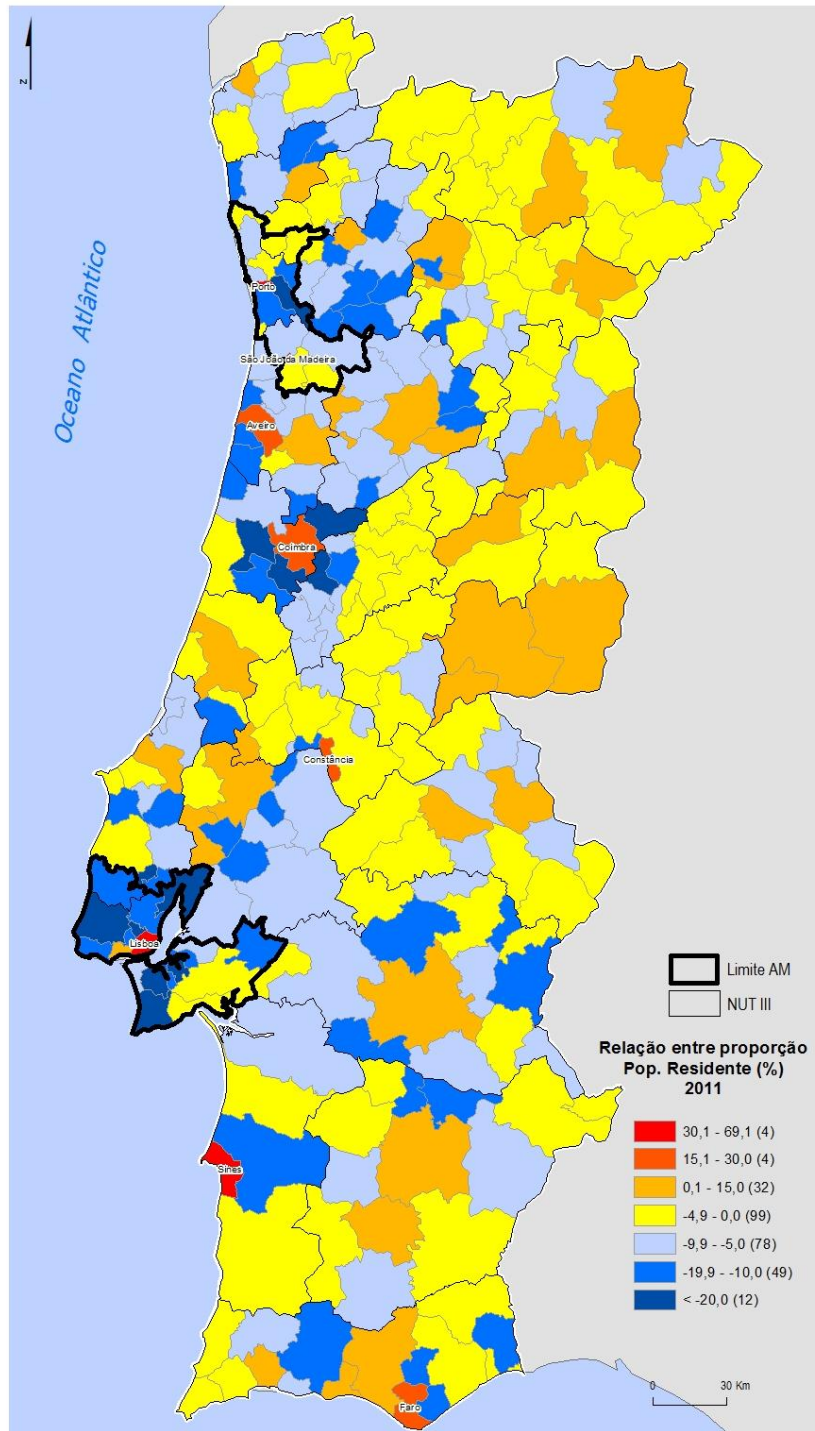 z
Oceano Atlântico
Porto
São João da Madeira
Aveiro
Coimbra
Constância
Lisboa
Sines
Faro
Limite AM
NUT III
Relação entre proporção
Pop. Residente (%)
2011
30,1 - 69,1 (4)
15,1 - 30,0 (4)
0,1 - 15,0 (32)
-4,9 - 0,0 (99)
-9,9 - -5,0 (78)
-19,9 - -10,0 (49)
< -20,0 (12)
0 30 Km